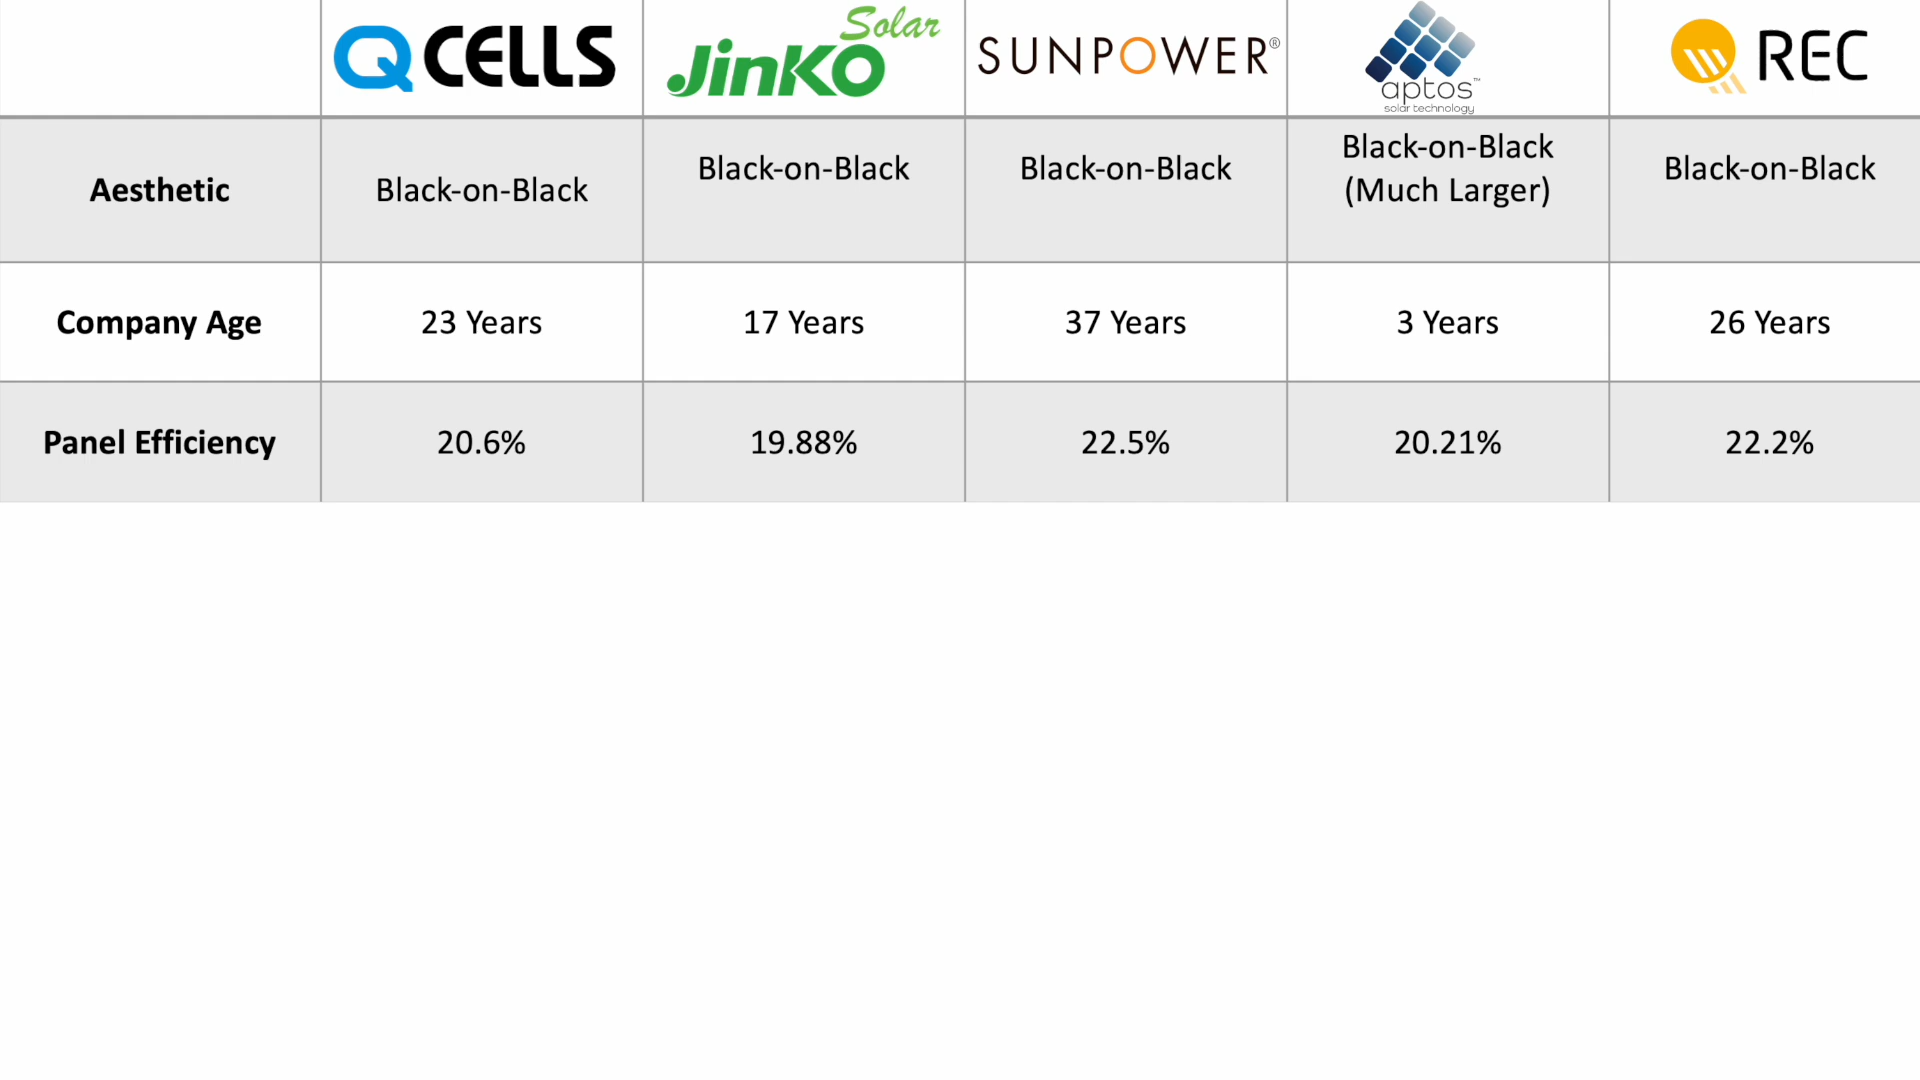 Q CELLS
Solar
JinKO
SUNPOWER®
aptos™
solar technology
REC
Aesthetic
Black-on-Black
Black-on-Black
Black-on-Black
Black-on-Black
(Much Larger)
Black-on-Black
Company Age
23 Years
17 Years
37 Years
3 Years
26 Years
Panel Efficiency
20.6%
19.88%
22.5%
20.21%
22.2%